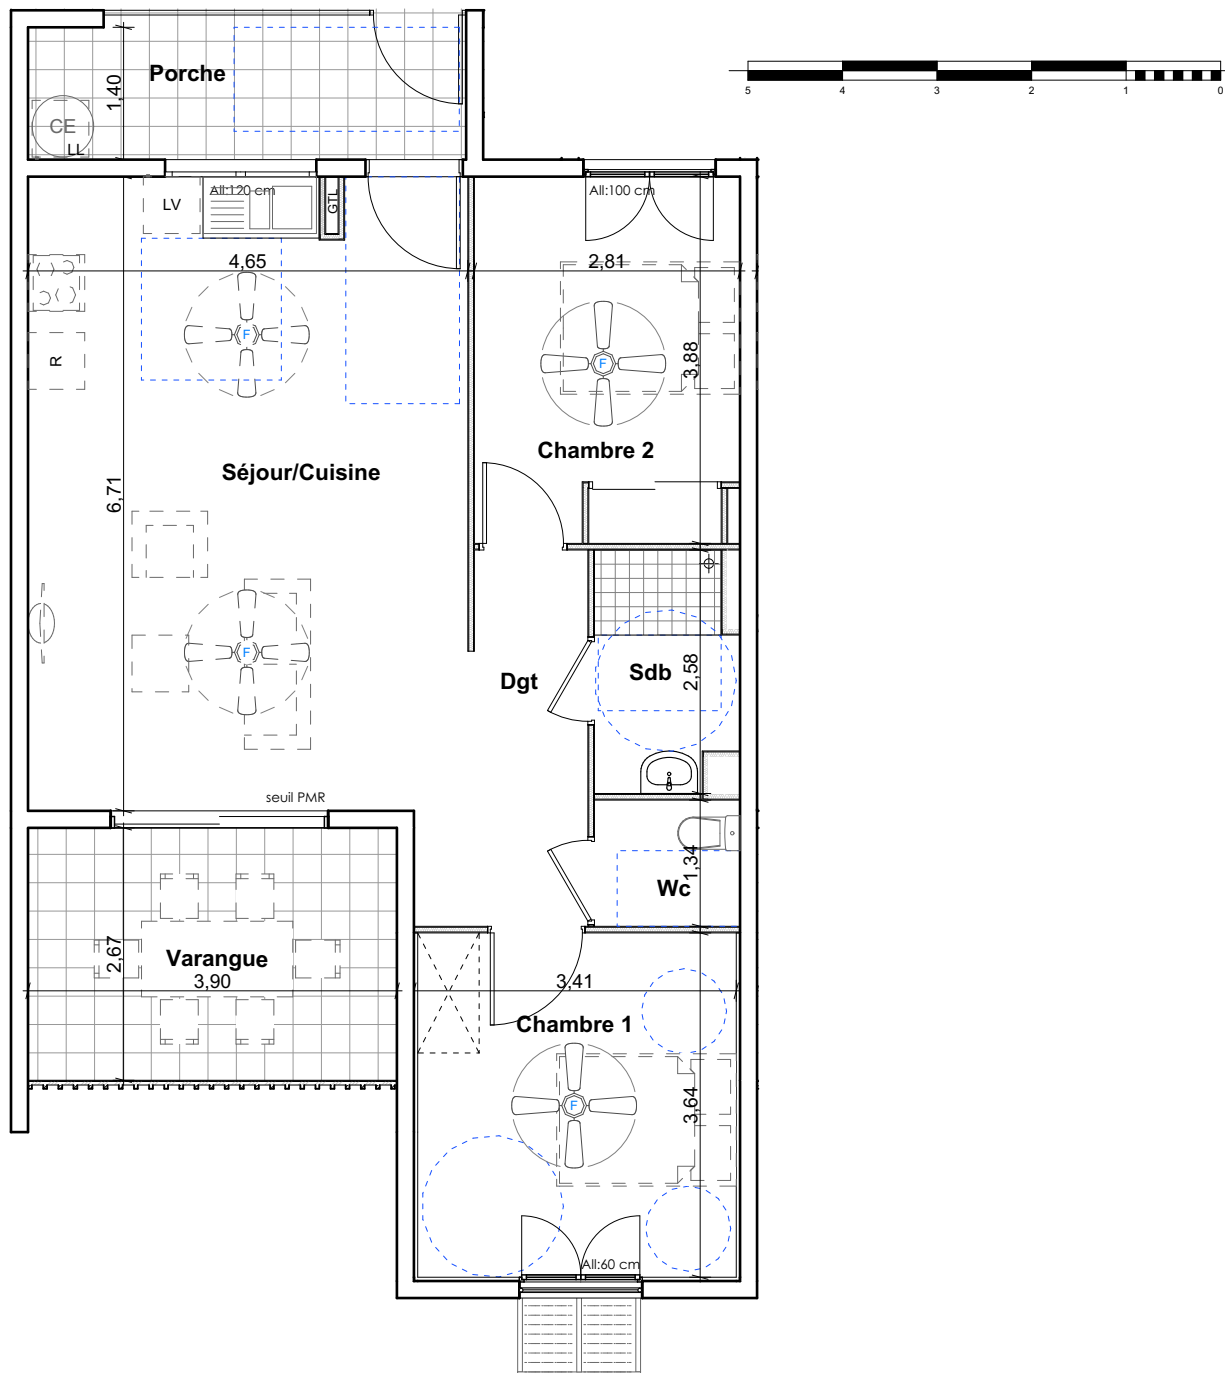 Porche
1,40
CE
LL
5 4 3 2 1 0
All:120 cm
All:100 cm
LV
GTL
4,65
2,81
F
F
R
3,88
Chambre 2
Séjour/Cuisine
6,71
F
Dgt
Sdb
2,58
seuil PMR
1,34
Wc
Varangue
2,67
3,90
3,41
Chambre 1
F
3,64
All:60 cm